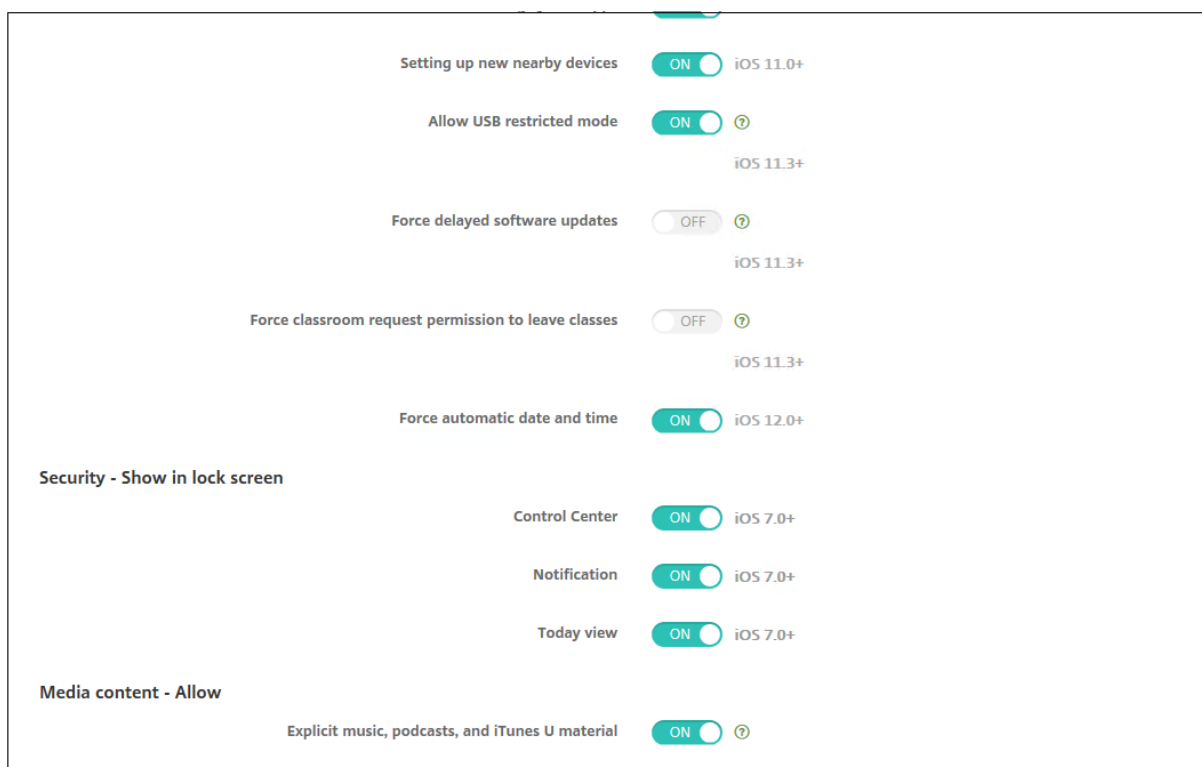 Setting up new nearby devices ON iOS 11.0+
Allow USB restricted mode ON ?
iOS 11.3+
Force delayed software updates OFF ?
iOS 11.3+
Force classroom request permission to leave classes OFF ?
iOS 11.3+
Force automatic date and time ON iOS 12.0+
Security - Show in lock screen
Control Center ON iOS 7.0+
Notification ON iOS 7.0+
Today view ON iOS 7.0+
Media content - Allow
Explicit music, podcasts, and iTunes U material ON ?